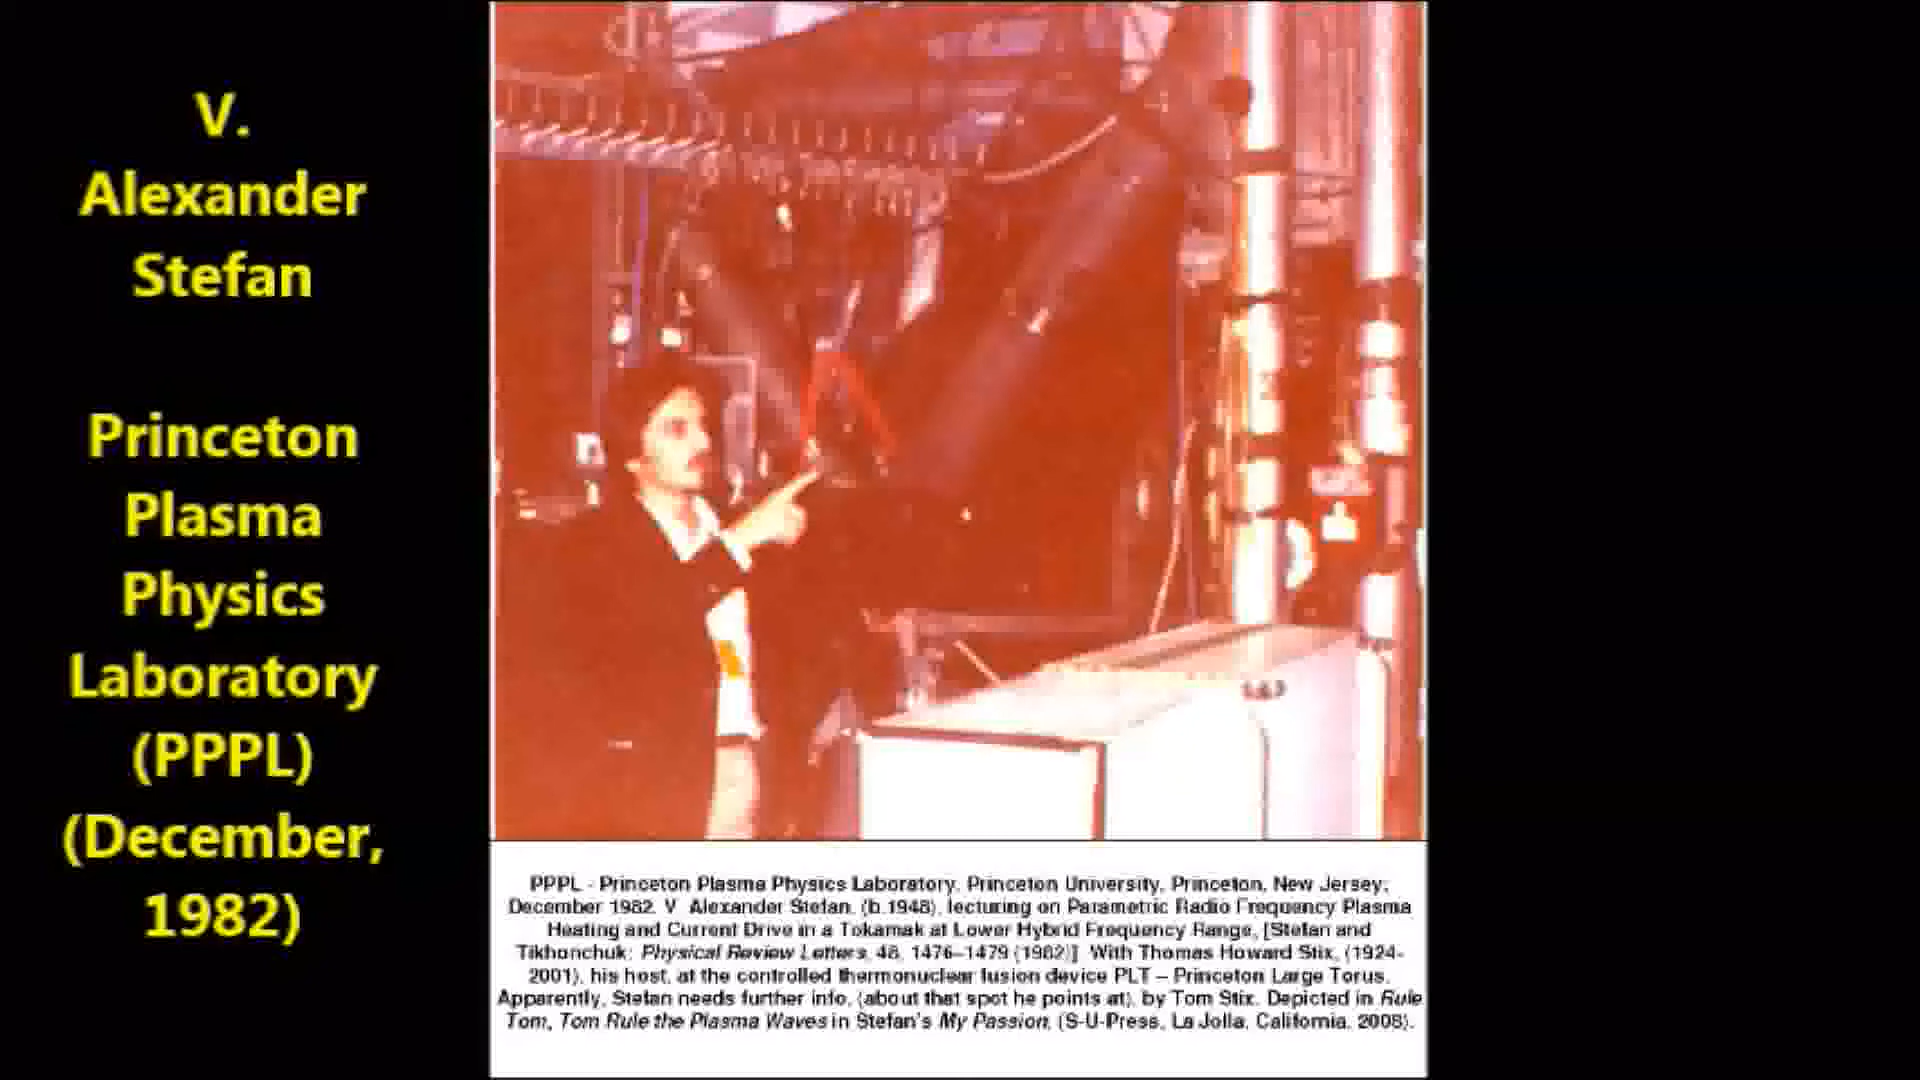 V.
Alexander
Stefan
Princeton
Plasma
Physics
Laboratory
(PPPL)
(December,
1982)
PPPL - Princeton Plasma Physics Laboratory, Princeton University, Princeton, New Jersey;
December 1982. V. Alexander Stefan, (b.1948), lecturing on Parametric Radio Frequency Plasma
Heating and Current Drive in a Tokamak at Lower Hybrid Frequency Range, [Stefan and
Tikhonchuk; Physical Review Letters, 48, 1476–1479 (1982)]. With Thomas Howard Stix, (1924-
2001), his host, at the controlled thermonuclear fusion device PLT – Princeton Large Torus.
Apparently, Stefan needs further info, (about that spot he points at), by Tom Stix. Depicted in Rule
Tom, Tom Rule the Plasma Waves in Stefan's My Passion, (S-U-Press, La Jolla, California, 2008).